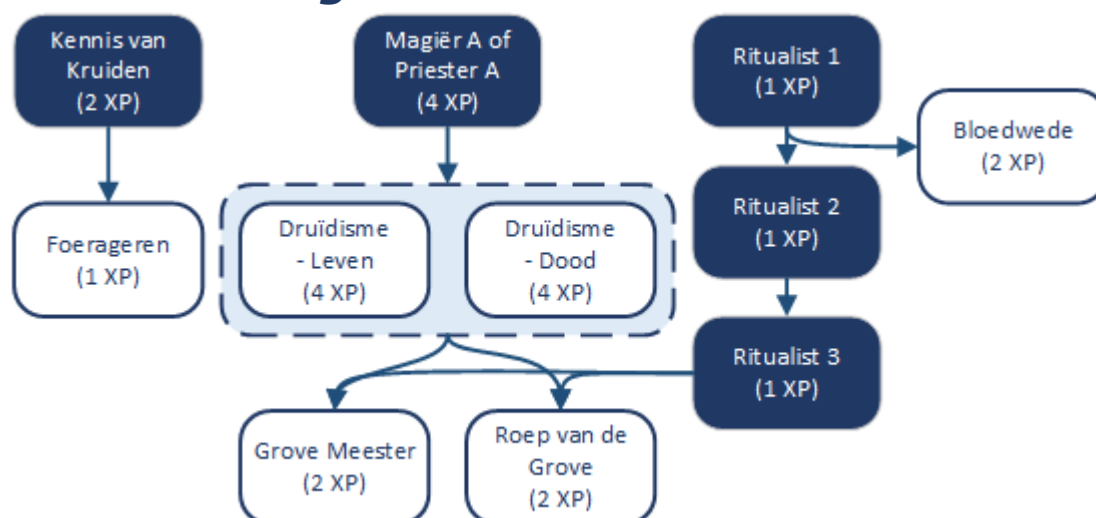 Kennis van
Kruiden
(2 XP)
Magiër A of
Priester A
(4 XP)
Ritualist 1
(1 XP)
Bloedwede
(2 XP)
Ritualist 2
(1 XP)
Foerageren
(1 XP)
Druïdisme
- Leven
(4 XP)
Druïdisme
- Dood
(4 XP)
Ritualist 3
(1 XP)
Grove Meester
(2 XP)
Roep van de
Grove
(2 XP)